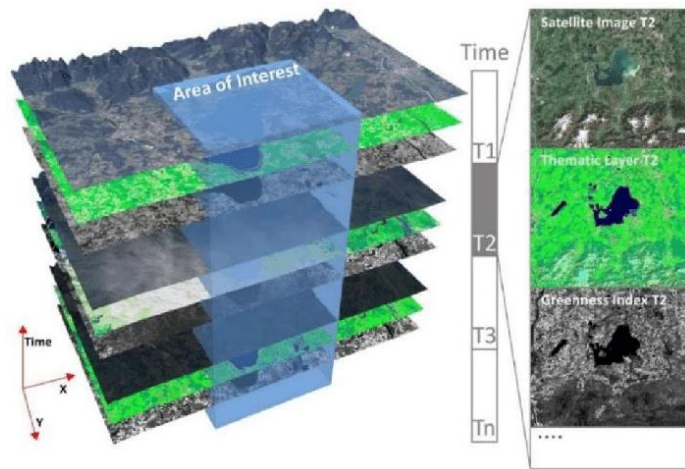 Area of Interest
Time
X
Y
Time
T1
T2
T3
Tn
Satellite Image T2
Thematic Layer T2
Greenness Index T2
....